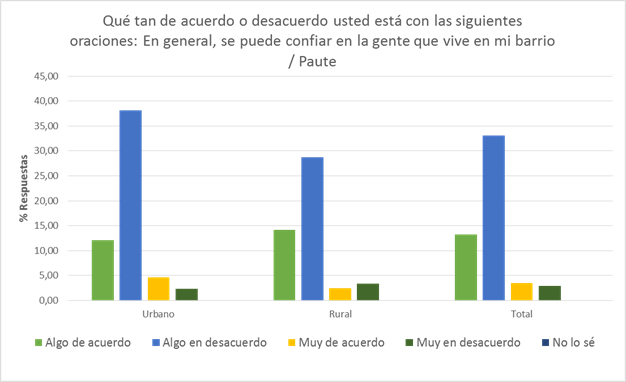 Qué tan de acuerdo o desacuerdo usted está con las siguientes
oraciones: En general, se puede confiar en la gente que vive en mi barrio
/ Paute
45,00
40,00
35,00
30,00
25,00
20,00
15,00
10,00
5,00
0,00
% Respuestas
Urbano Rural Total
Algo de acuerdo Algo en desacuerdo Muy de acuerdo Muy en desacuerdo No lo sé